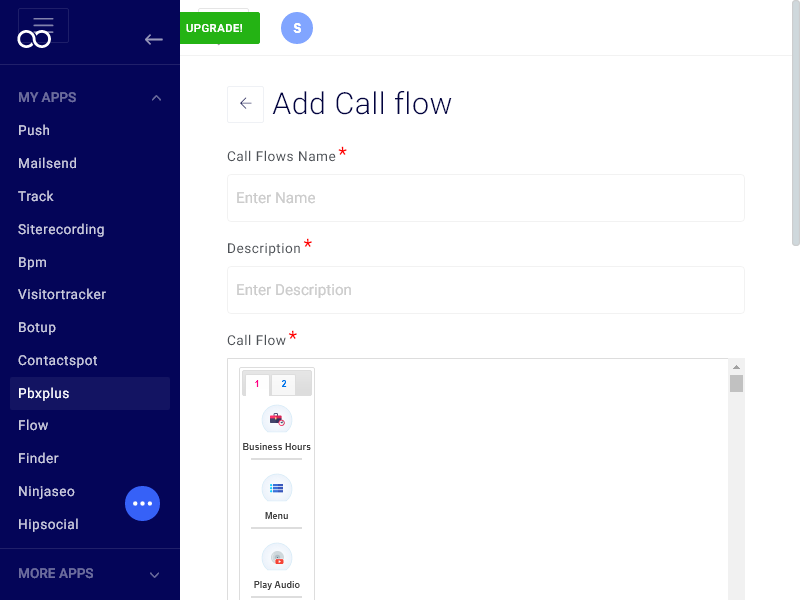 UPGRADE!
S
MY APPS
Push
Mailsend
Track
Siterecording
Bpm
Visitortracker
Botup
Contactspot
Pbxplus
Flow
Finder
Ninjaseo
Hipsocial
MORE APPS
Add Call flow
Call Flows Name*
Enter Name
Description*
Enter Description
Call Flow*
1 2
Business Hours
Menu
Play Audio